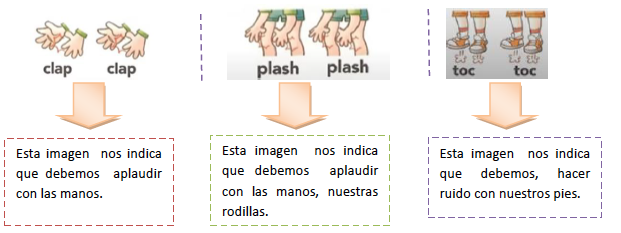 clap clap
plash plash
toc toc
Esta imagen nos indica
que debemos aplaudir
con las manos.
Esta imagen nos indica
que debemos aplaudir
con las manos, nuestras
rodillas.
Esta imagen nos indica
que debemos, hacer
ruido con nuestros pies.